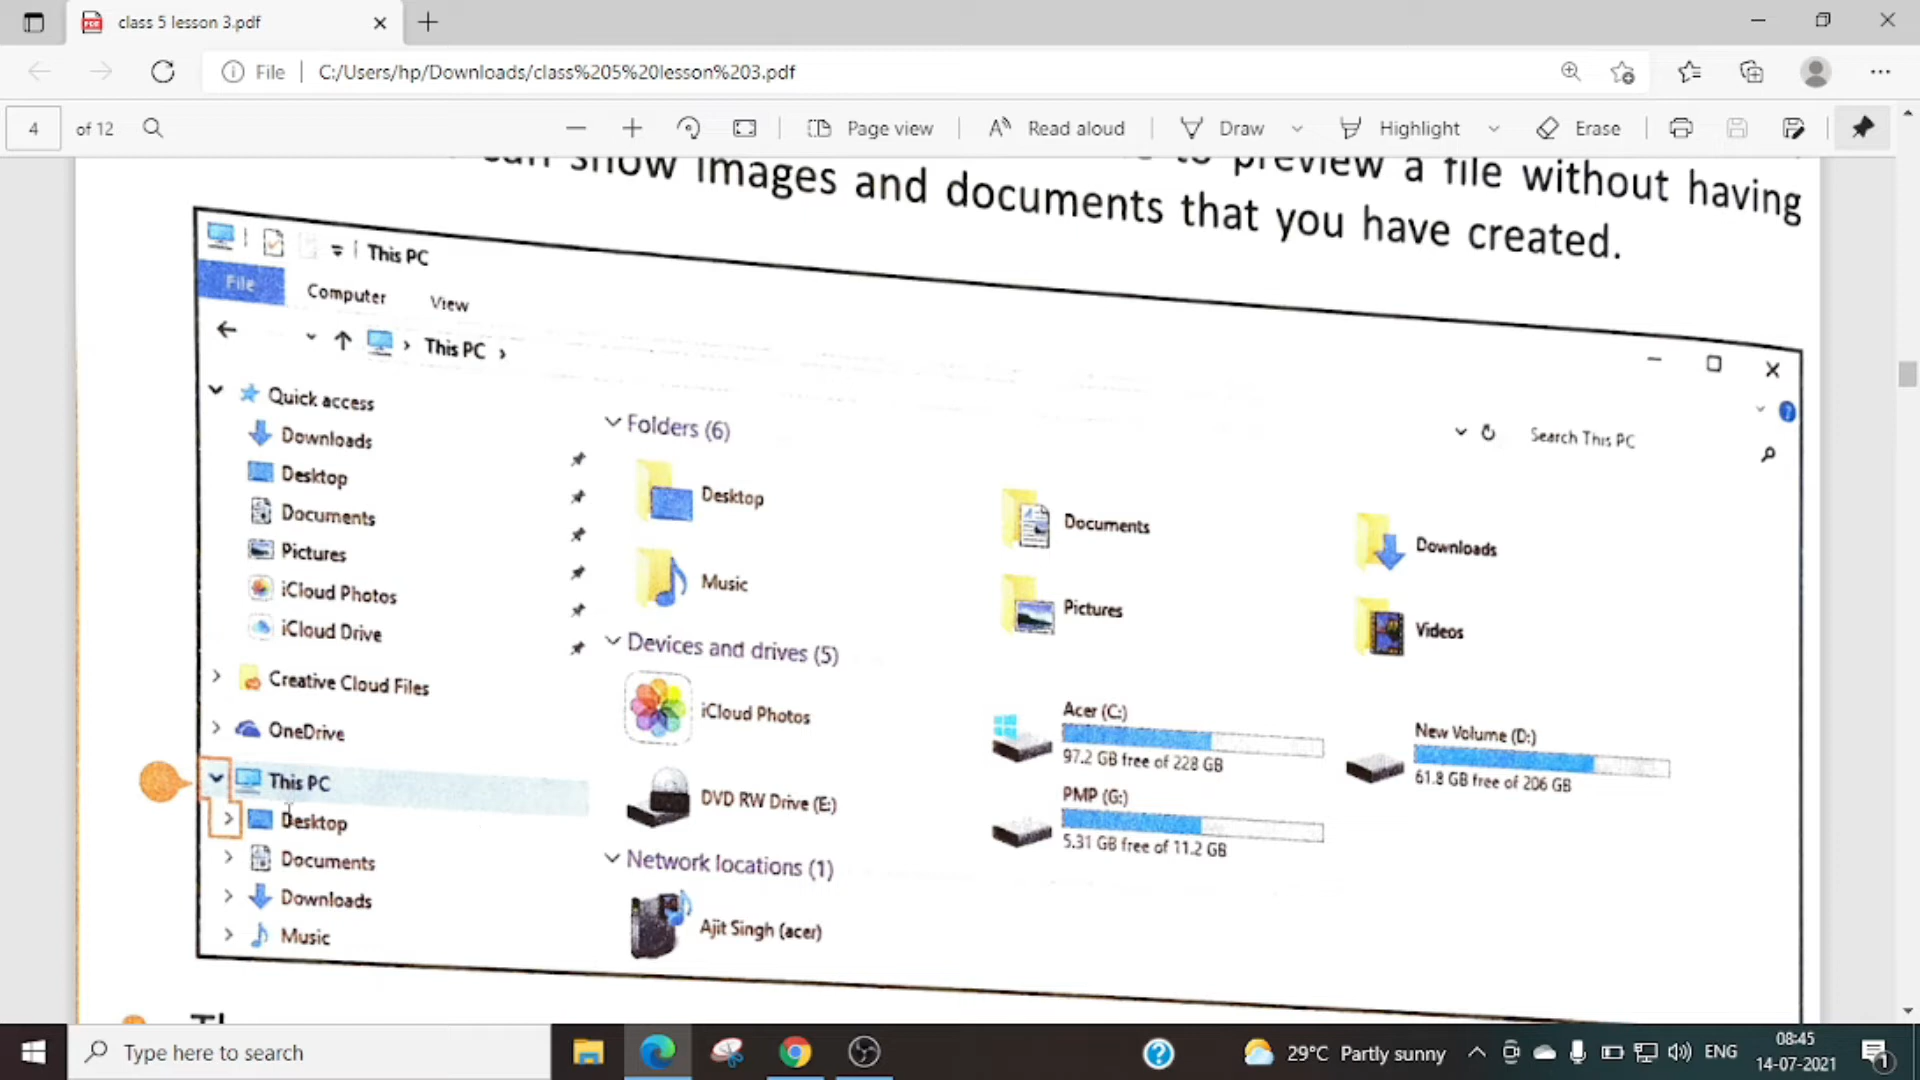 class 5 lesson 3.pdf
File
C:/Users/hp/Downloads/class%205%20lesson%203.pdf
4 of 12
Page view
Read aloud
Draw
Highlight
Erase
can show images and documents that you have created.
to preview a file without having
This PC
File Computer View
This PC
Search This PC
Quick access
Downloads
Desktop
Documents
Pictures
iCloud Photos
iCloud Drive
Creative Cloud Files
OneDrive
This PC
Desktop
Documents
Downloads
Music
Folders (6)
Desktop
Documents
Downloads
Music
Pictures
Videos
Devices and drives (5)
iCloud Photos
Acer (C:)
97.2 GB free of 228 GB
New Volume (D:)
61.8 GB free of 206 GB
DVD RW Drive (E:)
PMP (G:)
5.31 GB free of 11.2 GB
Network locations (1)
Ajit Singh (acer)
Type here to search
29°C Partly sunny
ENG
08:45
14-07-2021
1